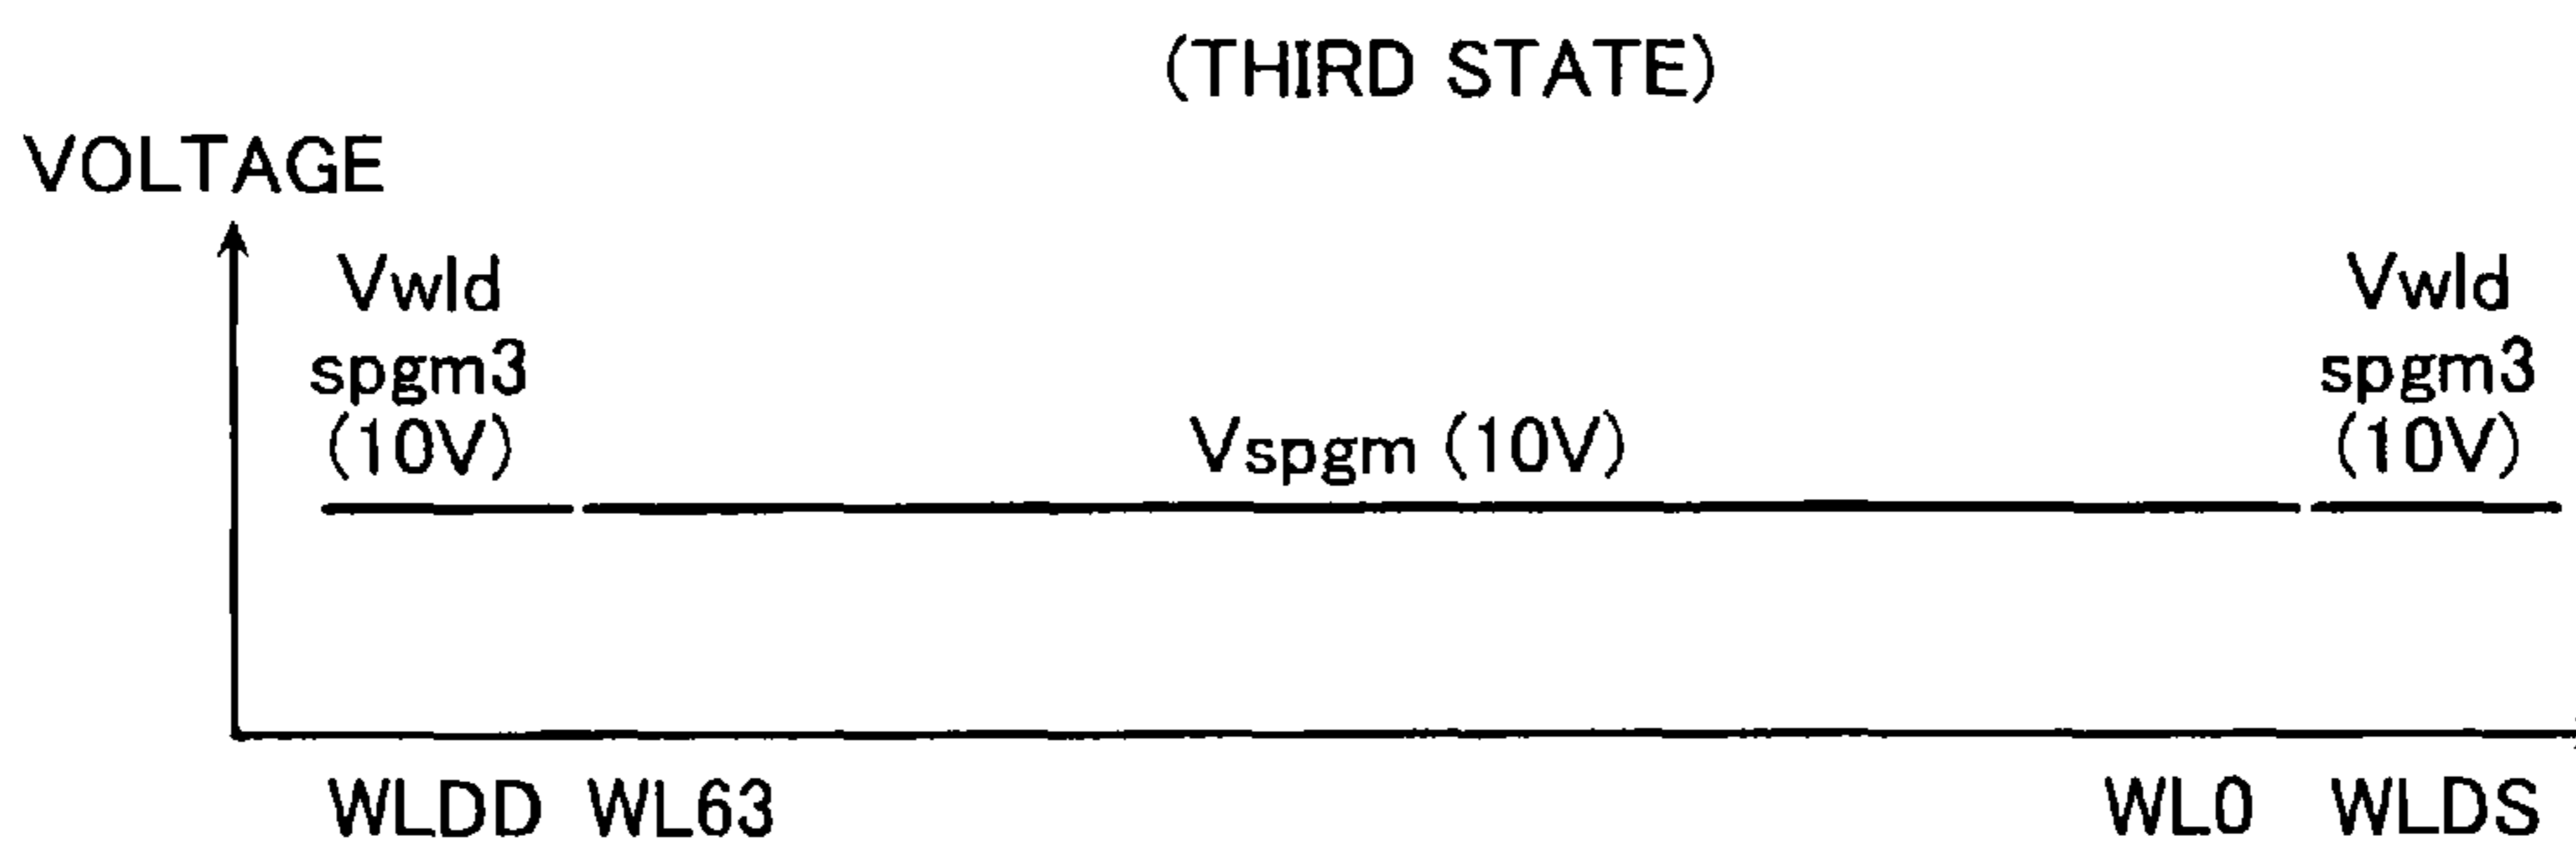 (THIRD STATE)
VOLTAGE
Vwld
spgm3
(10V)
Vspgm (10V)
Vwld
spgm3
(10V)
WLDD WL63 WL0 WLDS